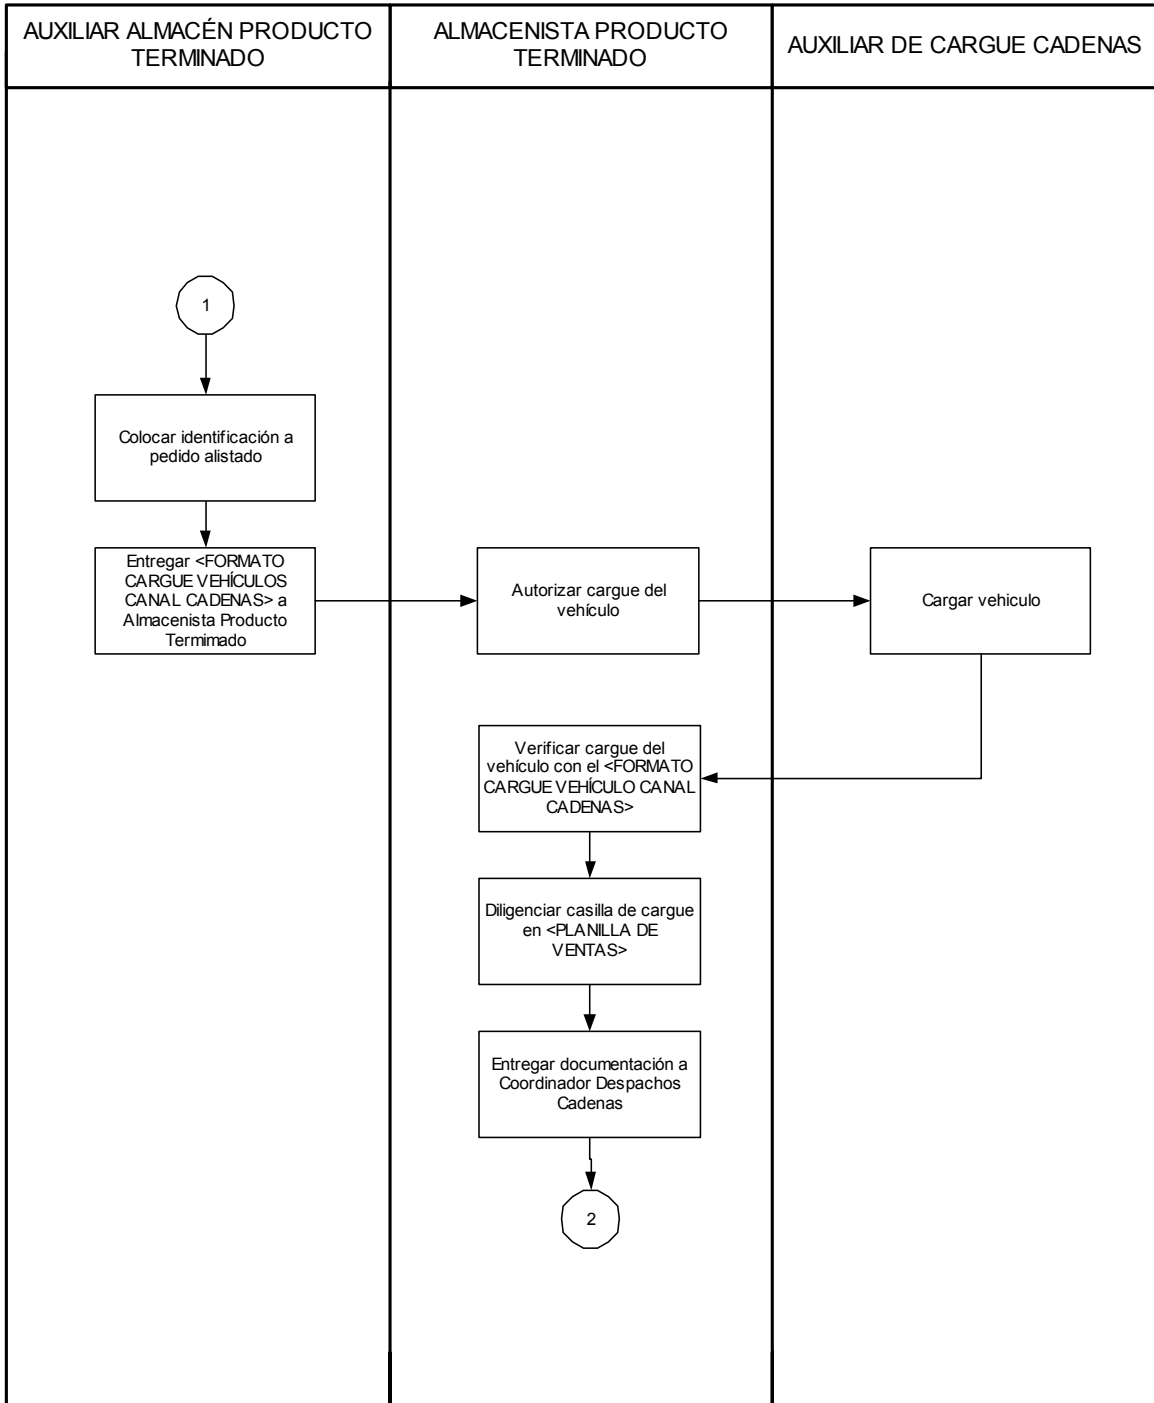 AUXILIAR ALMACÉN PRODUCTO
TERMINADO
ALMACENISTA PRODUCTO
TERMINADO
AUXILIAR DE CARGUE CADENAS
1
Colocar identificación a
pedido alistado
Entregar <FORMATO
CARGUE VEHÍCULOS
CANAL CADENAS> a
Almacenista Producto
Termimado
Autorizar cargue del
vehículo
Cargar vehiculo
Verificar cargue del
vehículo con el <FORMATO
CARGUE VEHÍCULO CANAL
CADENAS>
Diligenciar casilla de cargue
en <PLANILLA DE
VENTAS>
Entregar documentación a
Coordinador Despachos
Cadenas
2